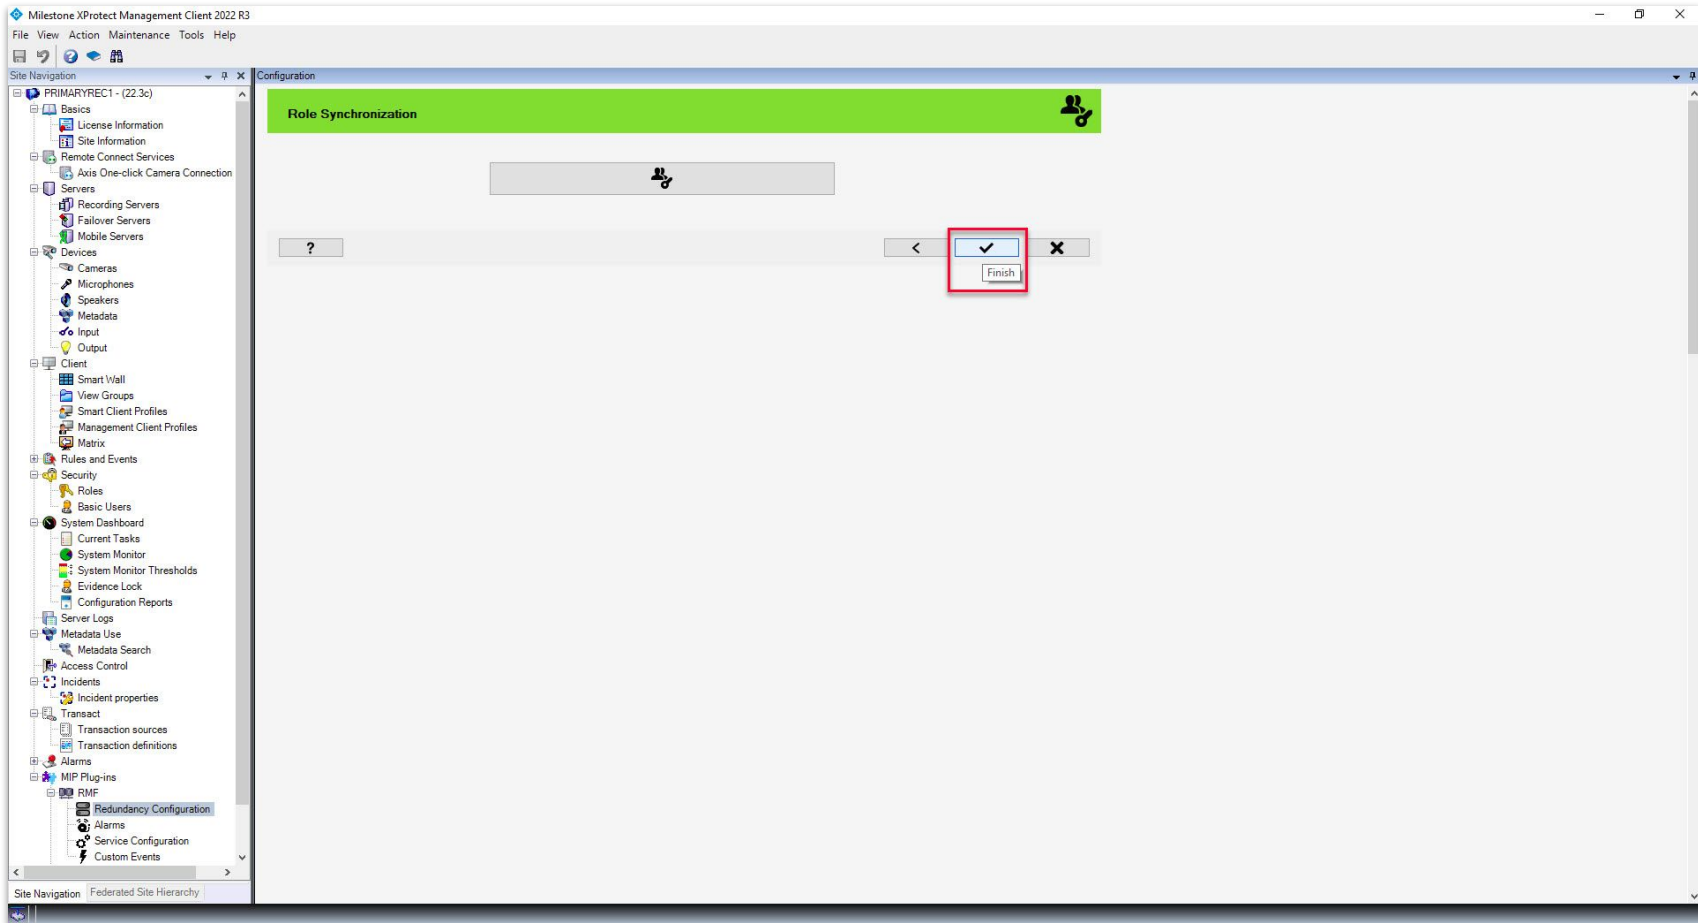 Milestone XProtect Management Client 2022 R3
File View Action Maintenance Tools Help
Site Navigation
Configuration
PRIMARYREC1 - (22.3c)
Basics
License Information
Site Information
Remote Connect Services
Axis One-click Camera Connection
Servers
Recording Servers
Failover Servers
Mobile Servers
Devices
Cameras
Microphones
Speakers
Metadata
Input
Output
Client
Smart Wall
View Groups
Smart Client Profiles
Management Client Profiles
Matrix
Rules and Events
Security
Roles
Basic Users
System Dashboard
Current Tasks
System Monitor
System Monitor Thresholds
Evidence Lock
Configuration Reports
Server Logs
Metadata Use
Metadata Search
Access Control
Incidents
Incident properties
Transact
Transaction sources
Transaction definitions
Alarms
MIP Plug-ins
RMF
Redundancy Configuration
Alarms
Service Configuration
Custom Events
Site Navigation Federated Site Hierarchy
Role Synchronization
?
Finish